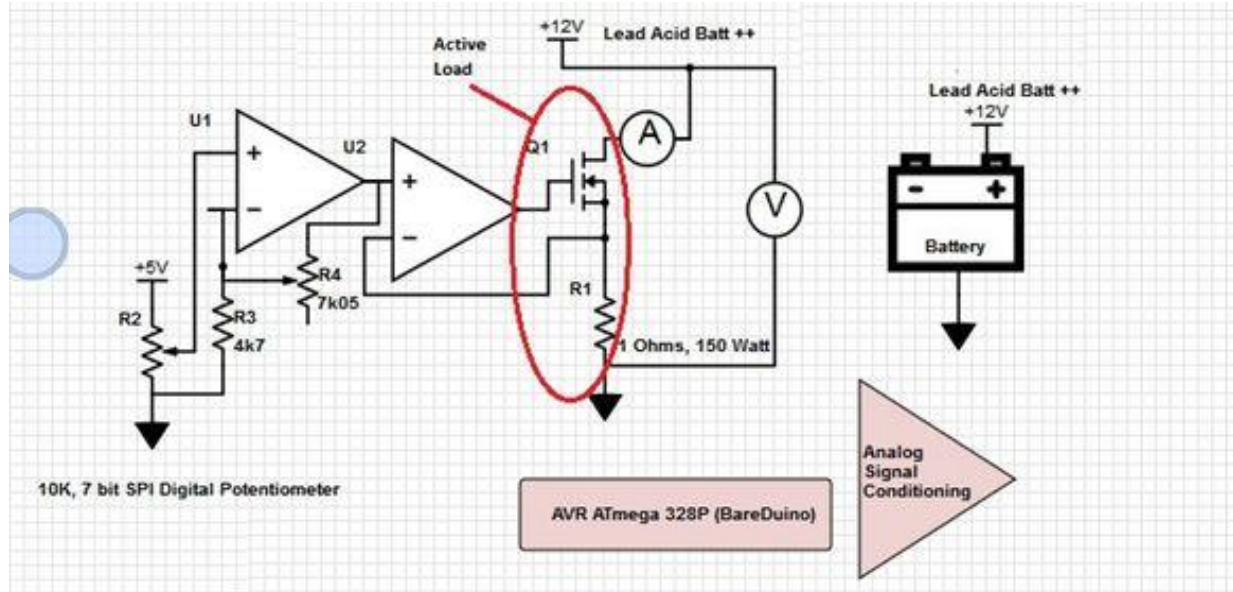 +12V
Lead Acid Batt ++
Active
Load
Lead Acid Batt ++
+12V
U1
U2
Q1
A
+
+
-
-
V
-
+
Battery
+5V
R2
R3
4k7
R4
7k05
R1
1 Ohms, 150 Watt
10K, 7 bit SPI Digital Potentiometer
AVR ATmega 328P (BareDuino)
Analog
Signal
Conditioning